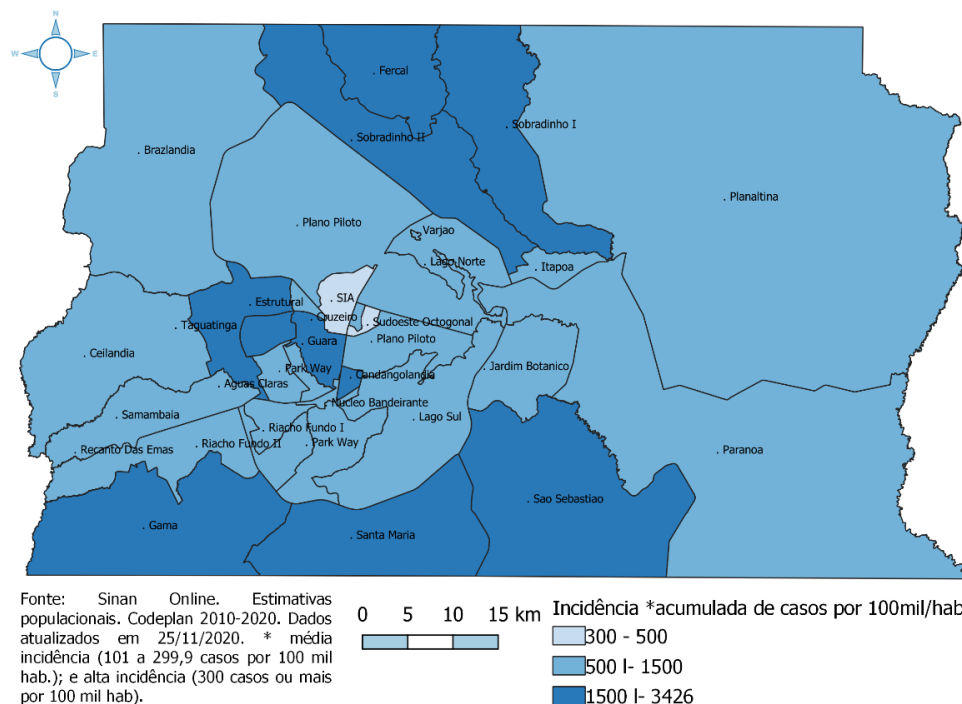 N
W E
S
. Fercal
. Sobradinho I
. Sobradinho II
. Brazlandia
. Planaltina
. Plano Piloto
Varjao
. Lago Norte
. Itapoa
. SIA
. Estrutural
. Cruzeiro
. Sudoeste Octogonal
. Taguatinga
. Guara
. Plano Piloto
. Ceilandia
. Park Way
. Jardim Botanico
. Candangolandia
. Aguas Claras
. Nucleo Bandeirante
. Samambaia
. Lago Sul
. Riacho Fundo I
. Recanto Das Emas
. Riacho Fundo II
. Park Way
. Paranoa
. Sao Sebastiao
. Gama
. Santa Maria
Fonte: Sinan Online. Estimativas
populacionais. Codeplan 2010-2020. Dados
atualizados em 25/11/2020. * média
incidência (101 a 299,9 casos por 100 mil
hab.); e alta incidência (300 casos ou mais
por 100 mil hab).
0 5 10 15 km
Incidência *acumulada de casos por 100mil/hab
300 - 500
500 l- 1500
1500 l- 3426